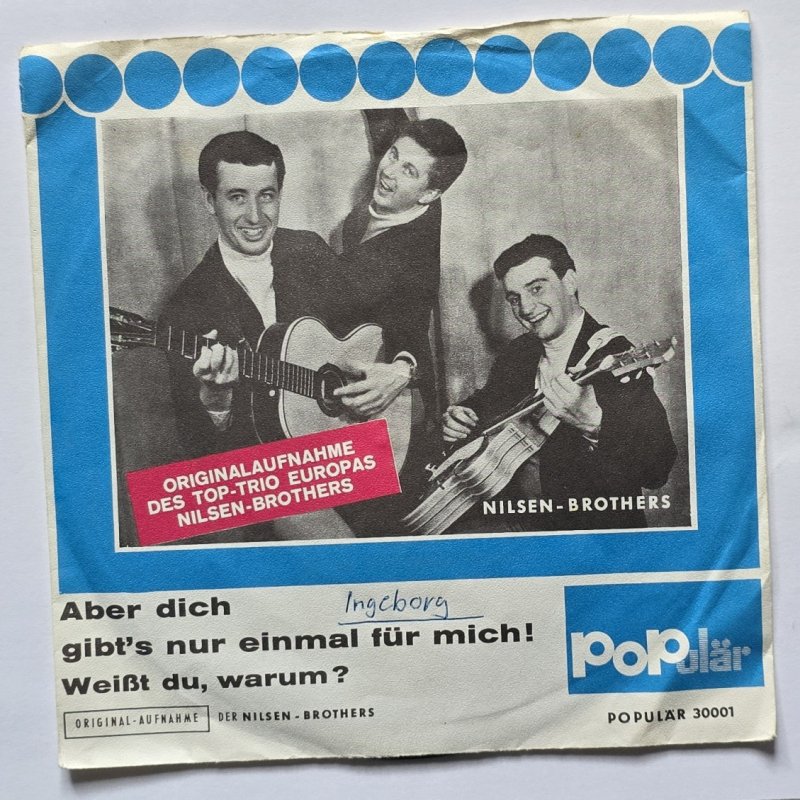 POPulär
ORIGINALAUFNAHME
DES TOP-TRIO EUROPAS
NILSEN-BROTHERS
NILSEN-BROTHERS
Aber dich
Ingeborg
gibt's nur einmal für mich!
Weißt du, warum?
POPulär
ORIGINAL-AUFNAHME DER NILSEN-BROTHERS
POPULÄR 30001